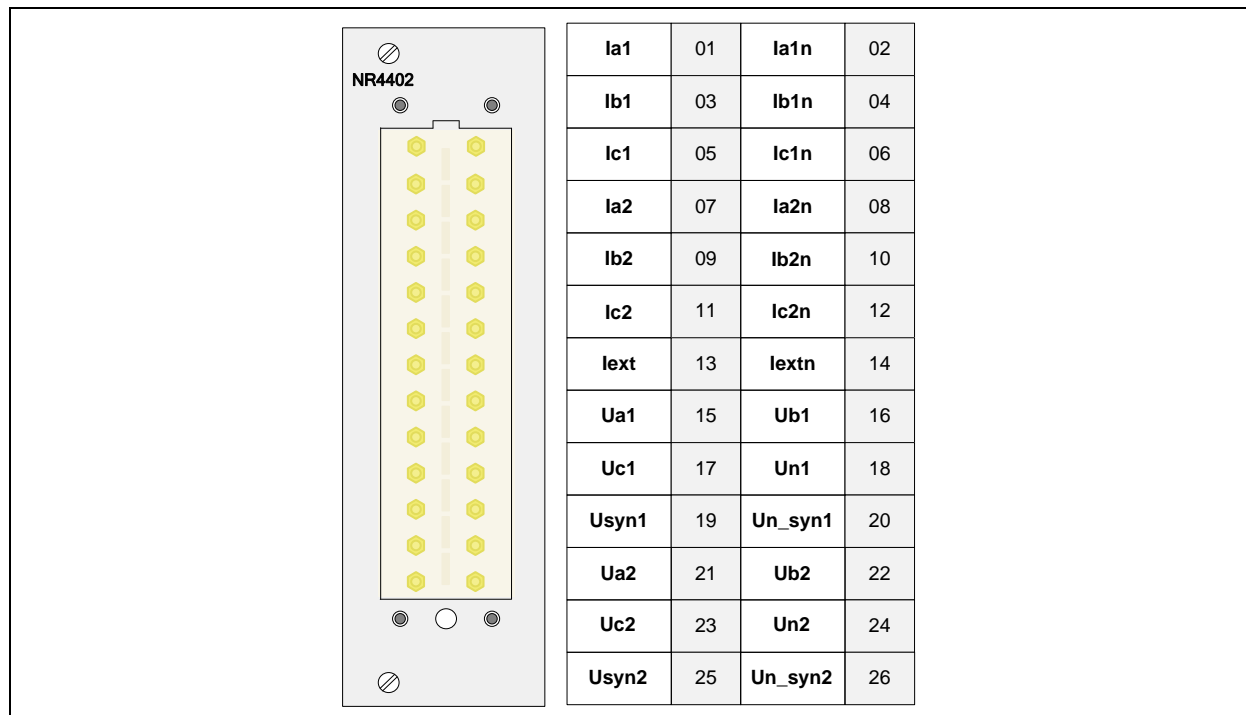 NR4402
Ia1 01 Ia1n 02
Ib1 03 Ib1n 04
Ic1 05 Ic1n 06
Ia2 07 Ia2n 08
Ib2 09 Ib2n 10
Ic2 11 Ic2n 12
Iext 13 Iextn 14
Ua1 15 Ub1 16
Uc1 17 Un1 18
Usyn1 19 Un_syn1 20
Ua2 21 Ub2 22
Uc2 23 Un2 24
Usyn2 25 Un_syn2 26